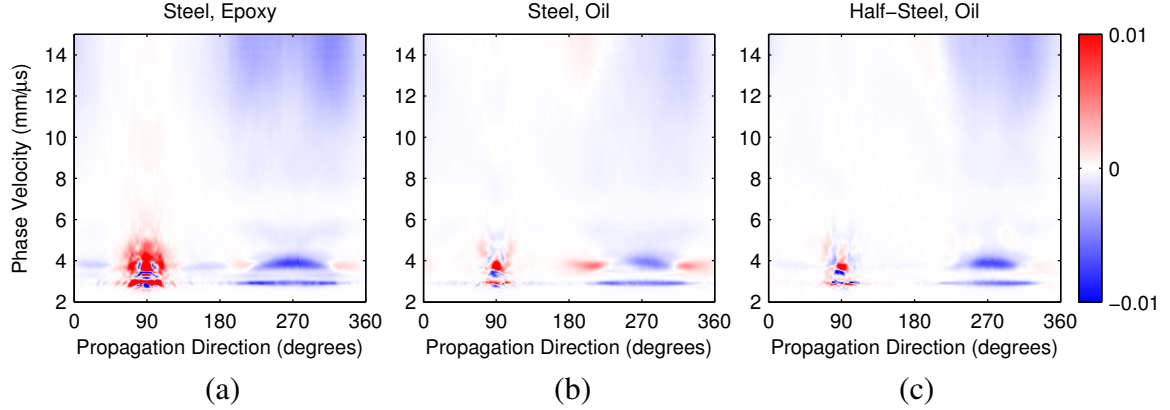 Steel, Epoxy
Steel, Oil
Half−Steel, Oil
Phase Velocity (mm/μs)
14
12
10
8
6
4
2
14
12
10
8
6
4
2
14
12
10
8
6
4
2
0.01
0
−0.01
0 90 180 270 360
0 90 180 270 360
0 90 180 270 360
Propagation Direction (degrees)
Propagation Direction (degrees)
Propagation Direction (degrees)
(a)
(b)
(c)